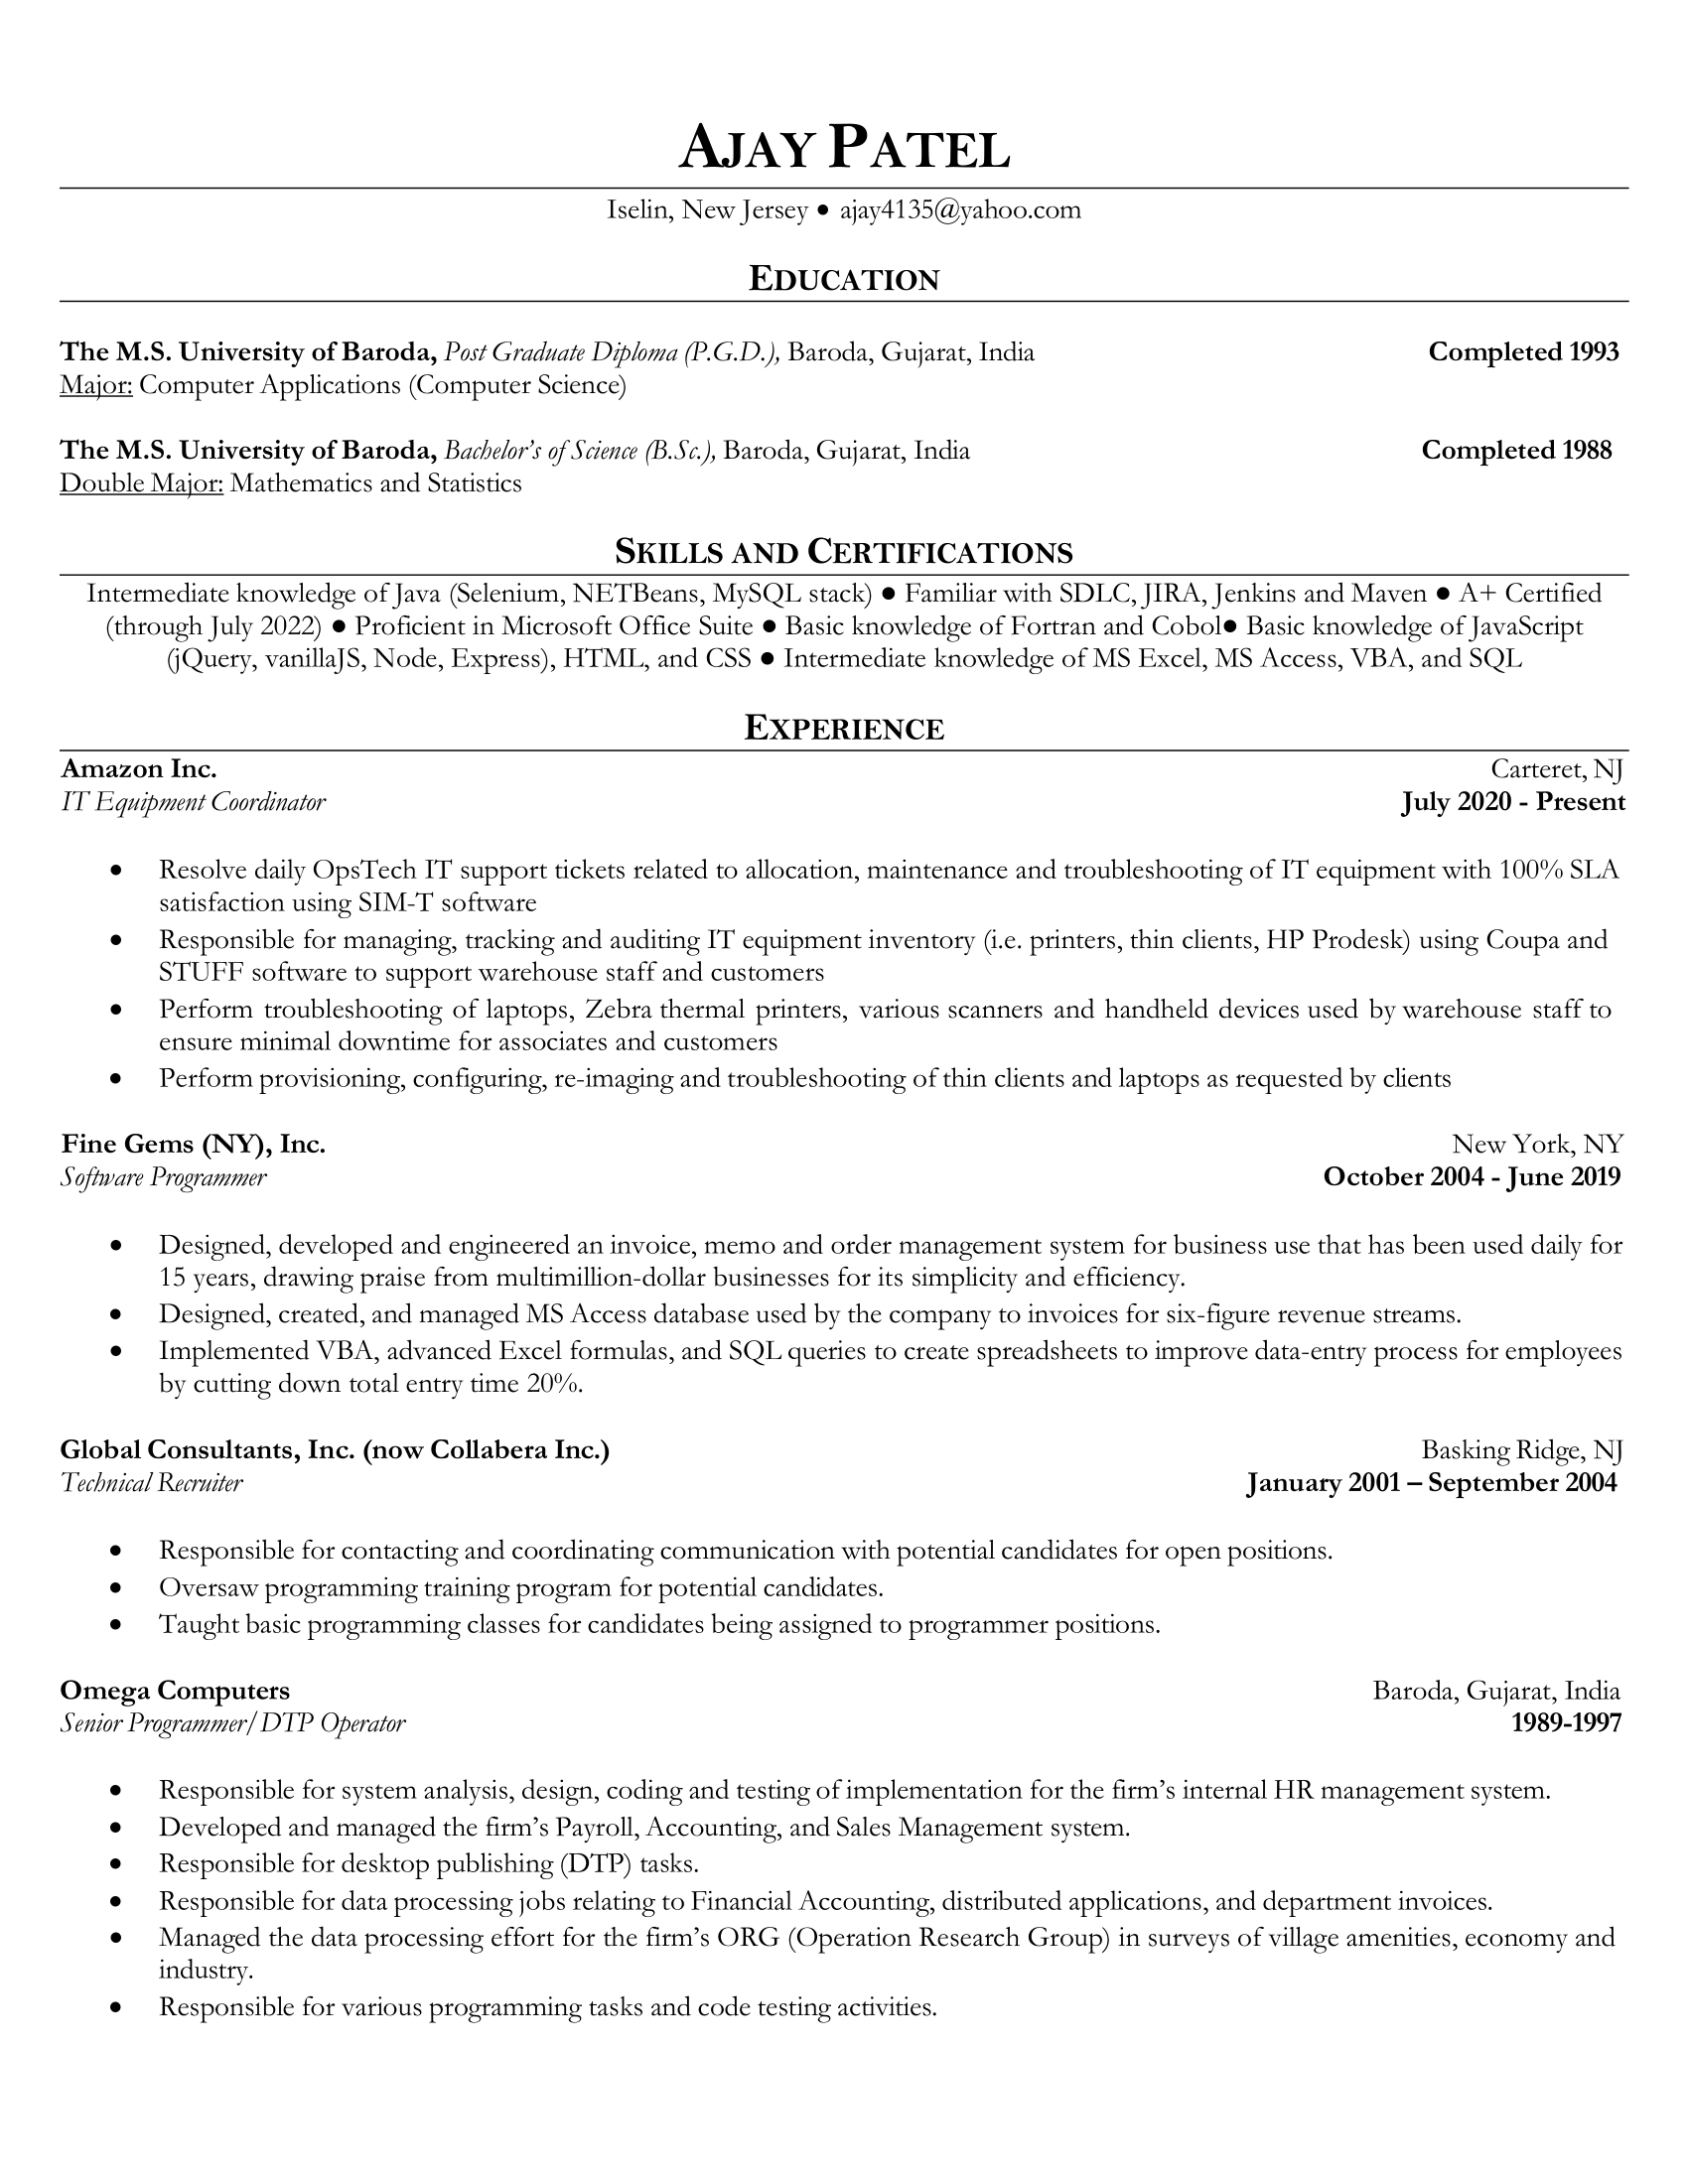 AJAY PATEL
Iselin, New Jersey ● ajay4135@yahoo.com
EDUCATION
The M.S. University of Baroda, Post Graduate Diploma (P.G.D.), Baroda, Gujarat, India Completed 1993
Major: Computer Applications (Computer Science)
The M.S. University of Baroda, Bachelor’s of Science (B.Sc.), Baroda, Gujarat, India Completed 1988
Double Major: Mathematics and Statistics
SKILLS AND CERTIFICATIONS
Intermediate knowledge of Java (Selenium, NETBeans, MySQL stack) ● Familiar with SDLC, JIRA, Jenkins and Maven ● A+ Certified
(through July 2022) ● Proficient in Microsoft Office Suite ● Basic knowledge of Fortran and Cobol● Basic knowledge of JavaScript
(jQuery, vanillaJS, Node, Express), HTML, and CSS ● Intermediate knowledge of MS Excel, MS Access, VBA, and SQL
EXPERIENCE
Amazon Inc. Carteret, NJ
IT Equipment Coordinator July 2020 - Present
● Resolve daily OpsTech IT support tickets related to allocation, maintenance and troubleshooting of IT equipment with 100% SLA
satisfaction using SIM-T software
● Responsible for managing, tracking and auditing IT equipment inventory (i.e. printers, thin clients, HP Prodesk) using Coupa and
STUFF software to support warehouse staff and customers
● Perform troubleshooting of laptops, Zebra thermal printers, various scanners and handheld devices used by warehouse staff to
ensure minimal downtime for associates and customers
● Perform provisioning, configuring, re-imaging and troubleshooting of thin clients and laptops as requested by clients
Fine Gems (NY), Inc. New York, NY
Software Programmer October 2004 - June 2019
● Designed, developed and engineered an invoice, memo and order management system for business use that has been used daily for
15 years, drawing praise from multimillion-dollar businesses for its simplicity and efficiency.
● Designed, created, and managed MS Access database used by the company to invoices for six-figure revenue streams.
● Implemented VBA, advanced Excel formulas, and SQL queries to create spreadsheets to improve data-entry process for employees
by cutting down total entry time 20%.
Global Consultants, Inc. (now Collabera Inc.) Basking Ridge, NJ
Technical Recruiter January 2001 – September 2004
● Responsible for contacting and coordinating communication with potential candidates for open positions.
● Oversaw programming training program for potential candidates.
● Taught basic programming classes for candidates being assigned to programmer positions.
Omega Computers Baroda, Gujarat, India
Senior Programmer/DTP Operator 1989-1997
● Responsible for system analysis, design, coding and testing of implementation for the firm’s internal HR management system.
● Developed and managed the firm’s Payroll, Accounting, and Sales Management system.
● Responsible for desktop publishing (DTP) tasks.
● Responsible for data processing jobs relating to Financial Accounting, distributed applications, and department invoices.
● Managed the data processing effort for the firm’s ORG (Operation Research Group) in surveys of village amenities, economy and
industry.
● Responsible for various programming tasks and code testing activities.